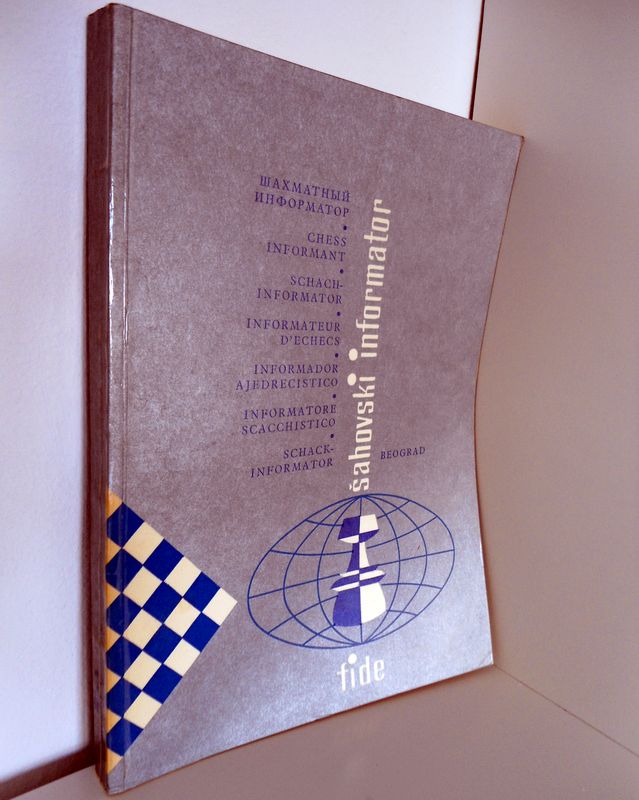 ШАХМАТНЫЙ
ИНФОРМАТОР
•
CHESS
INFORMANT
•
SCHACH-
INFORMATOR
•
INFORMATEUR
D'ECHECS
•
INFORMADOR
AJEDRECISTICO
•
INFORMATORE
SCACCHISTICO
•
SCHACK-
INFORMATOR
šahovski informator
BEOGRAD
fide